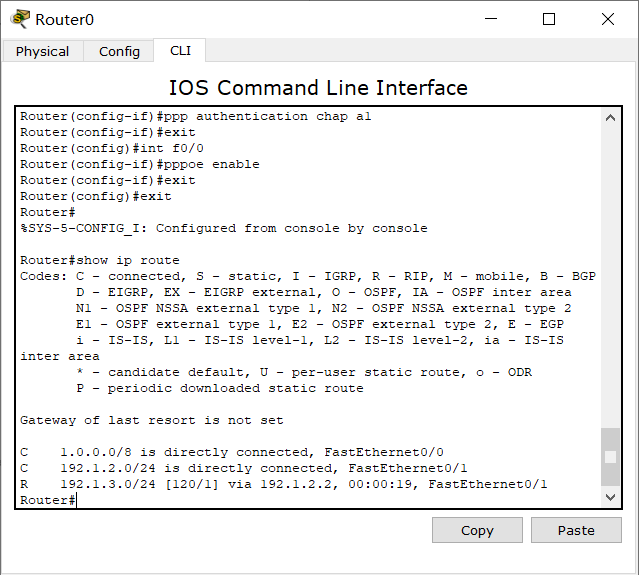 Router0
Physical Config CLI
IOS Command Line Interface
Router(config-if)#ppp authentication chap a1
Router(config-if)#exit
Router(config)#int f0/0
Router(config-if)#pppoe enable
Router(config-if)#exit
Router(config)#exit
Router#
%SYS-5-CONFIG_I: Configured from console by console
Router#show ip route
Codes: C - connected, S - static, I - IGRP, R - RIP, M - mobile, B - BGP
D - EIGRP, EX - EIGRP external, O - OSPF, IA - OSPF inter area
N1 - OSPF NSSA external type 1, N2 - OSPF NSSA external type 2
E1 - OSPF external type 1, E2 - OSPF external type 2, E - EGP
i - IS-IS, L1 - IS-IS level-1, L2 - IS-IS level-2, ia - IS-IS
inter area
* - candidate default, U - per-user static route, o - ODR
P - periodic downloaded static route
Gateway of last resort is not set
C 1.0.0.0/8 is directly connected, FastEthernet0/0
C 192.1.2.0/24 is directly connected, FastEthernet0/1
R 192.1.3.0/24 [120/1] via 192.1.2.2, 00:00:19, FastEthernet0/1
Router#
Copy Paste